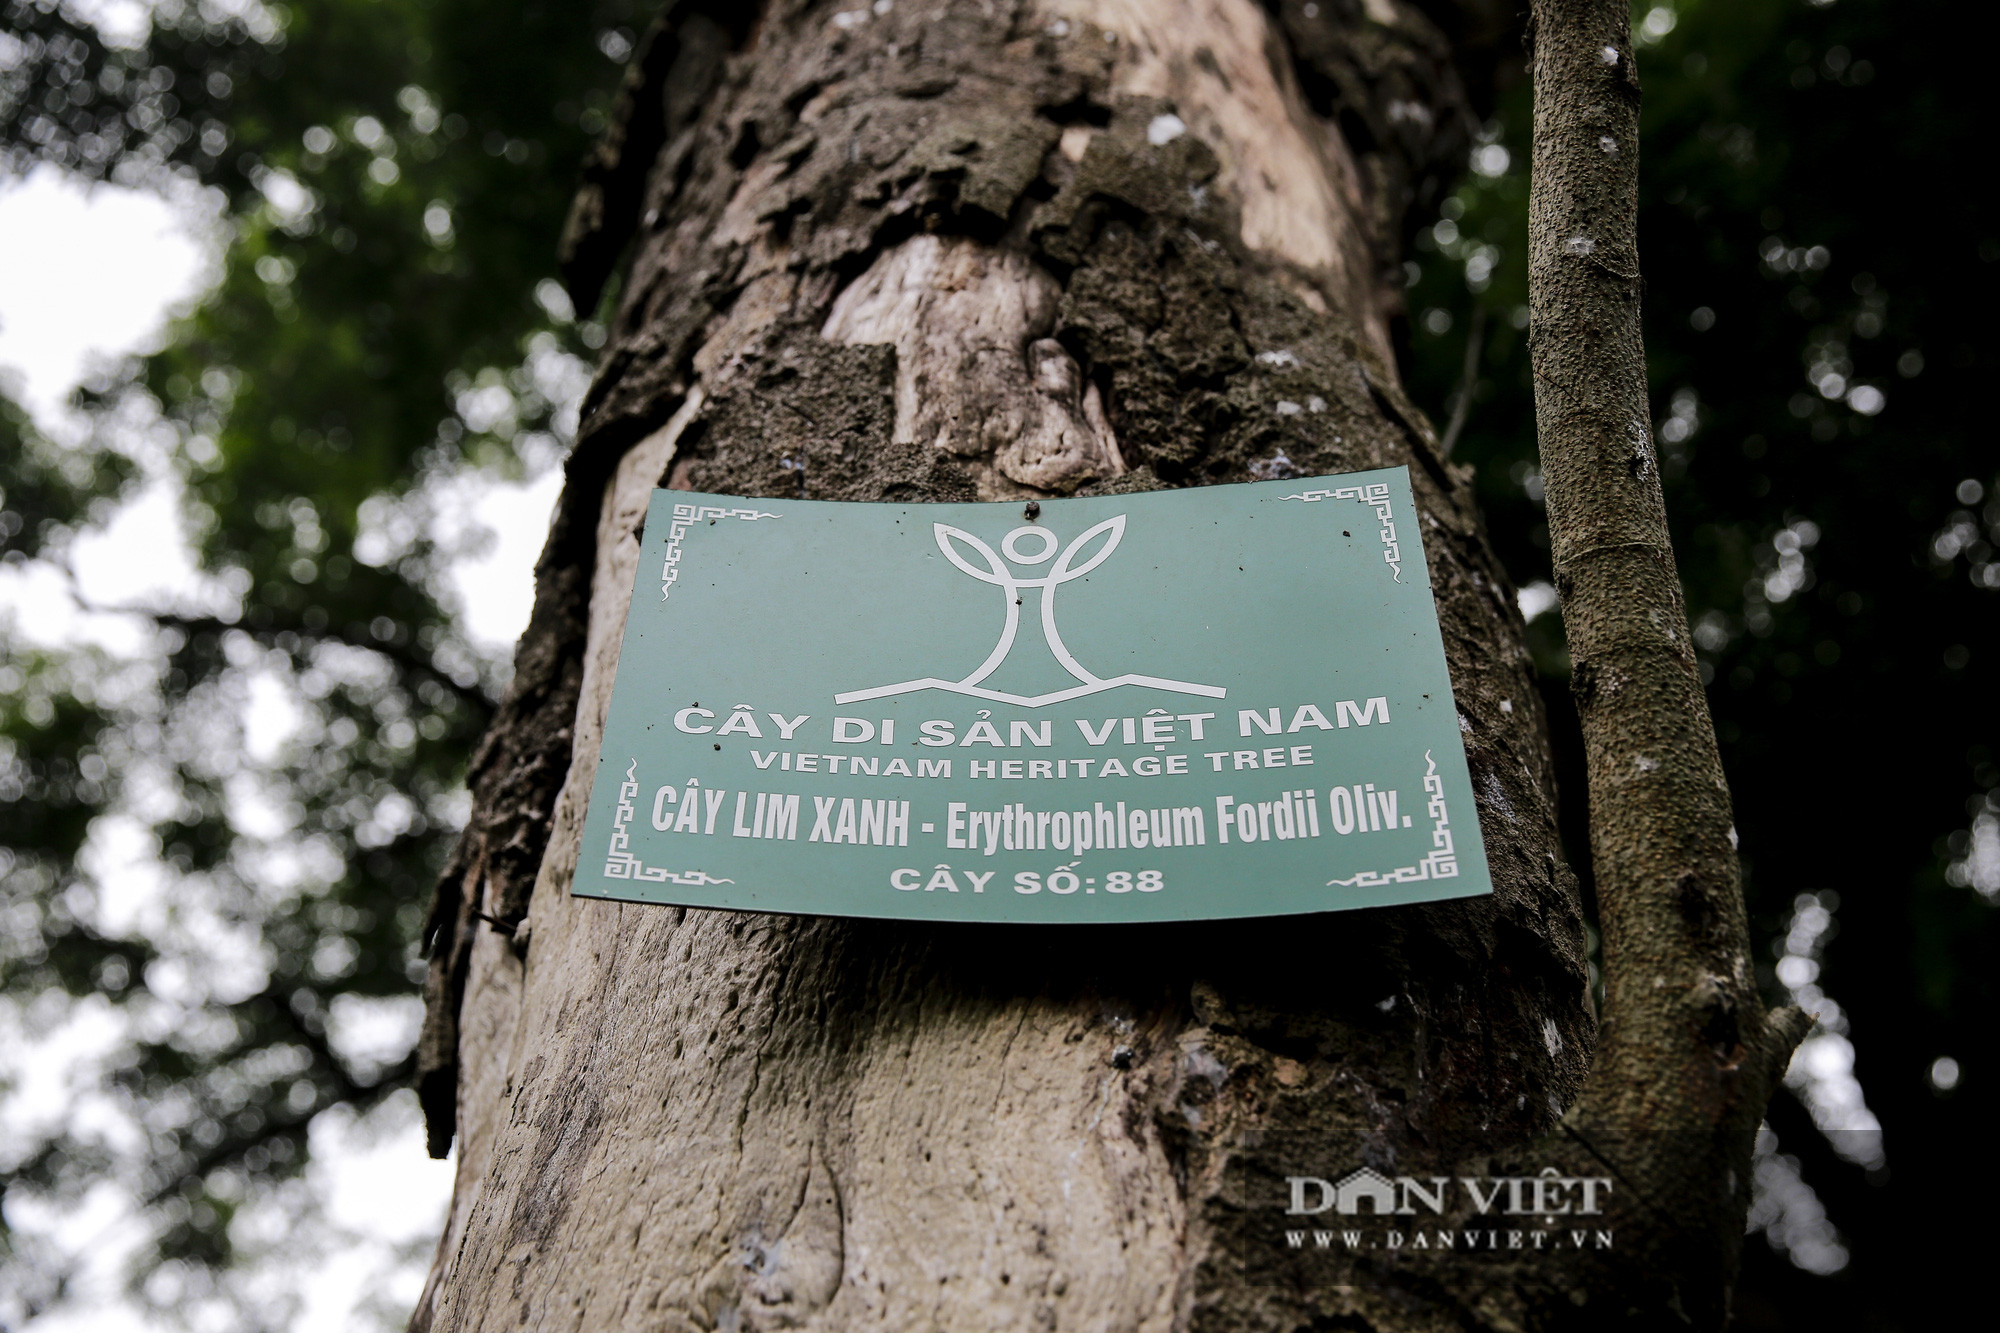 CÂY DI SẢN VIỆT NAM
VIETNAM HERITAGE TREE
CÂY LIM XANH - Erythrophleum Fordii Oliv.
CÂY SỐ:88
DÂN VIỆT
WWW.DANVIET.VN